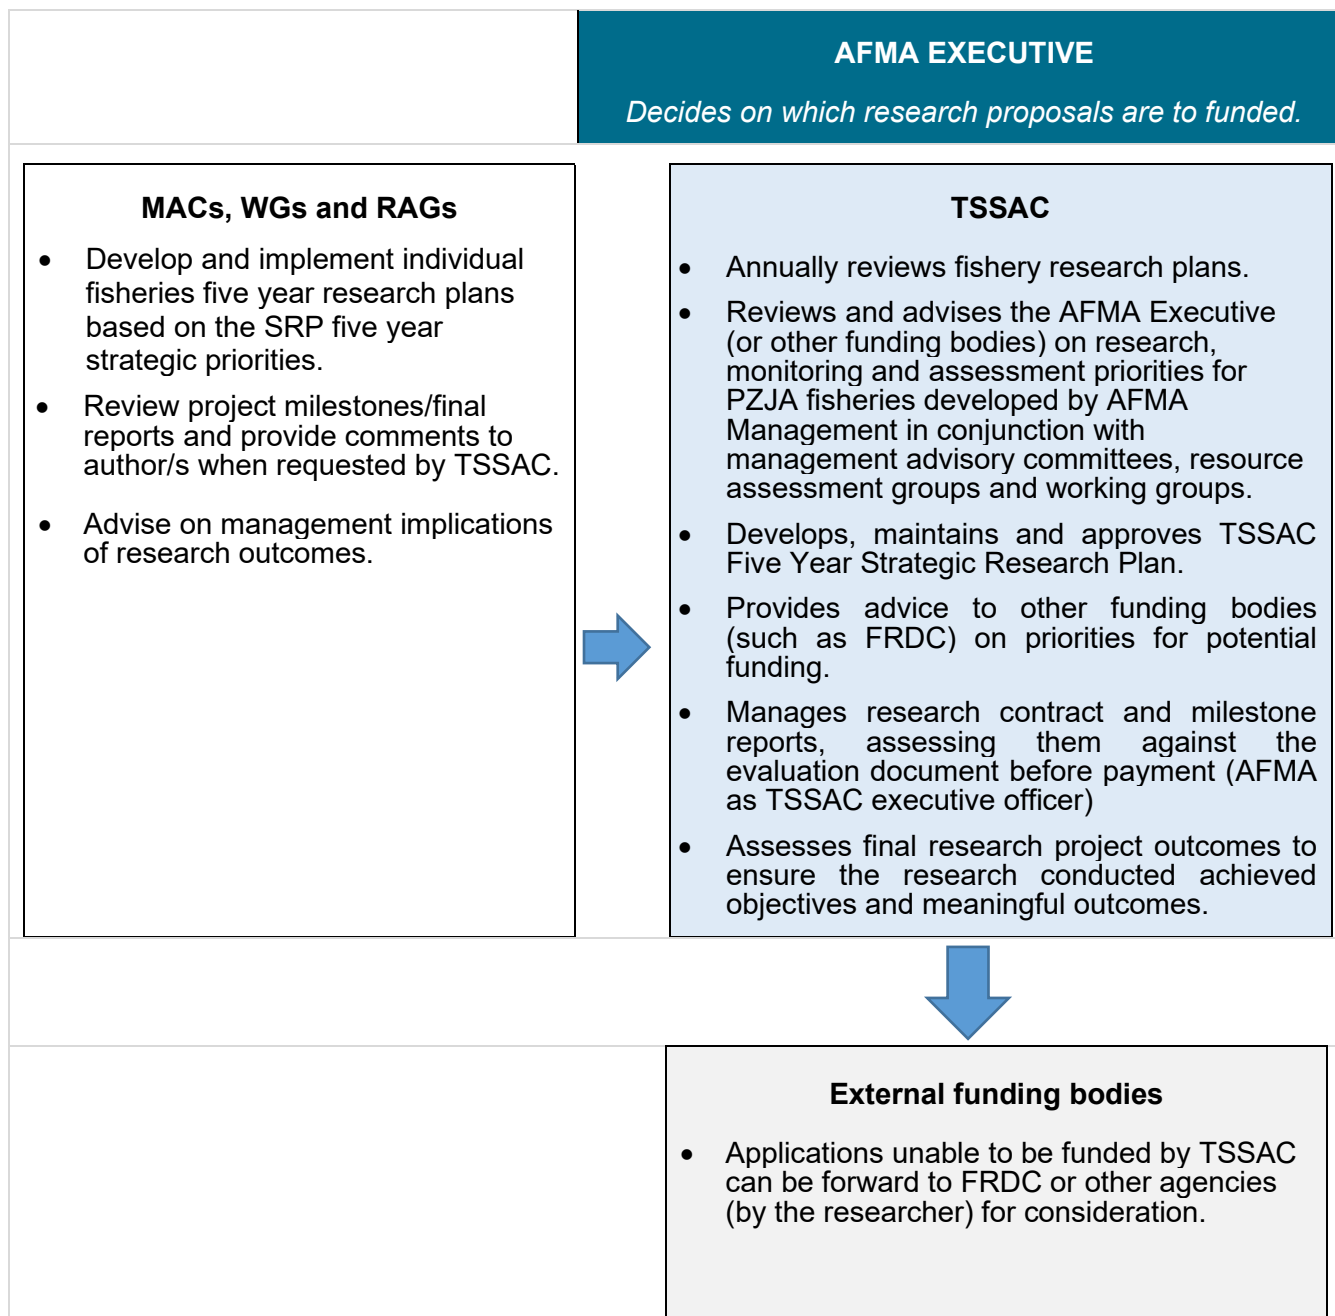 AFMA EXECUTIVE
Decides on which research proposals are to funded.
MACs, WGs and RAGs
• Develop and implement individual
fisheries five year research plans
based on the SRP five year
strategic priorities.
• Review project milestones/final
reports and provide comments to
author/s when requested by TSSAC.
• Advise on management implications
of research outcomes.
TSSAC
• Annually reviews fishery research plans.
• Reviews and advises the AFMA Executive
(or other funding bodies) on research,
monitoring and assessment priorities for
PZJA fisheries developed by AFMA
Management in conjunction with
management advisory committees, resource
assessment groups and working groups.
• Develops, maintains and approves TSSAC
Five Year Strategic Research Plan.
• Provides advice to other funding bodies
(such as FRDC) on priorities for potential
funding.
• Manages research contract and milestone
reports, assessing them against the
evaluation document before payment (AFMA
as TSSAC executive officer)
• Assesses final research project outcomes to
ensure the research conducted achieved
objectives and meaningful outcomes.
External funding bodies
• Applications unable to be funded by TSSAC
can be forward to FRDC or other agencies
(by the researcher) for consideration.